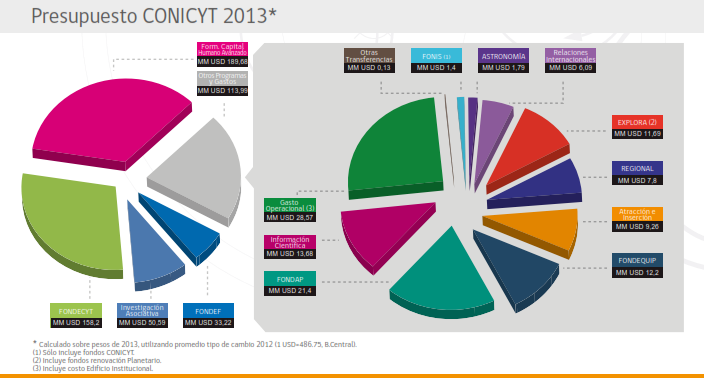 Presupuesto CONICYT 2013*
Form. Capital
Humano Avanzado
MM USD 189,68
Otros Programas
y Gastos
MM USD 113,99
Otras
Transferencias
MM USD 0,13
FONIS (1)
MM USD 1,4
ASTRONOMÍA
MM USD 1,79
Relaciones
Internacionales
MM USD 6,09
EXPLORA (2)
MM USD 11,69
REGIONAL
MM USD 7,8
Atracción e
Inserción
MM USD 9,26
FONDEQUIP
MM USD 12,2
Gasto
Operacional (3)
MM USD 28,57
Información
Científica
MM USD 13,68
FONDAP
MM USD 21,4
FONDECYT
MM USD 158,2
Investigación
Asociativa
MM USD 50,59
FONDEF
MM USD 33,22
* Calculado sobre pesos de 2013, utilizando promedio tipo de cambio 2012 (1 USD=486.75, B.Central).
(1) Sólo incluye fondos CONICYT.
(2) Incluye fondos renovación Planetario.
(3) Incluye costo Edificio Institucional.